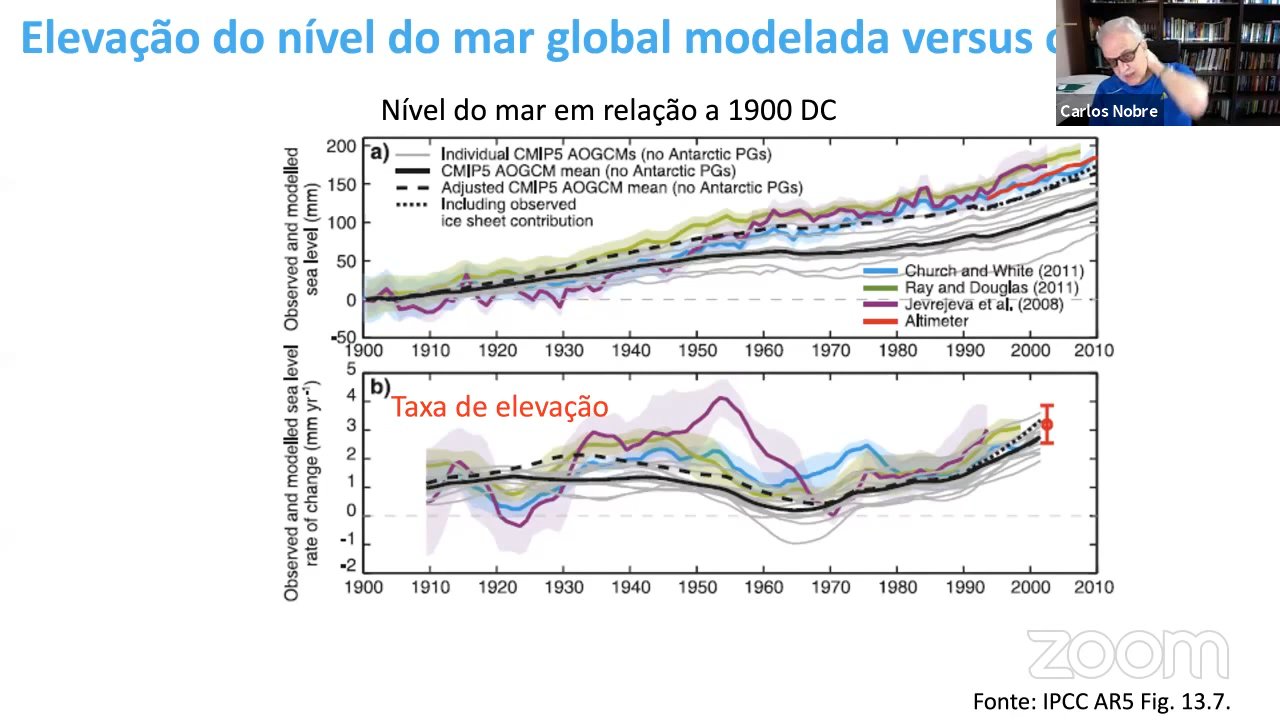 Elevação do nível do mar global modelada versus
Carlos Nobre
Nível do mar em relação a 1900 DC
a)
Individual CMIP5 AOGCMs (no Antarctic PGs)
CMIP5 AOGCM mean (no Antarctic PGs)
Adjusted CMIP5 AOGCM mean (no Antarctic PGs)
Including observed
ice sheet contribution
Observed and modelled
sea level (mm)
200
150
100
50
0
-50
Church and White (2011)
Ray and Douglas (2011)
Jevrejeva et al. (2008)
Altimeter
1900 1910 1920 1930 1940 1950 1960 1970 1980 1990 2000 2010
b)
Taxa de elevação
Observed and modelled sea level
rate of change (mm yr-1)
5
4
3
2
1
0
-1
-2
1900 1910 1920 1930 1940 1950 1960 1970 1980 1990 2000 2010
zoom
Fonte: IPCC AR5 Fig. 13.7.